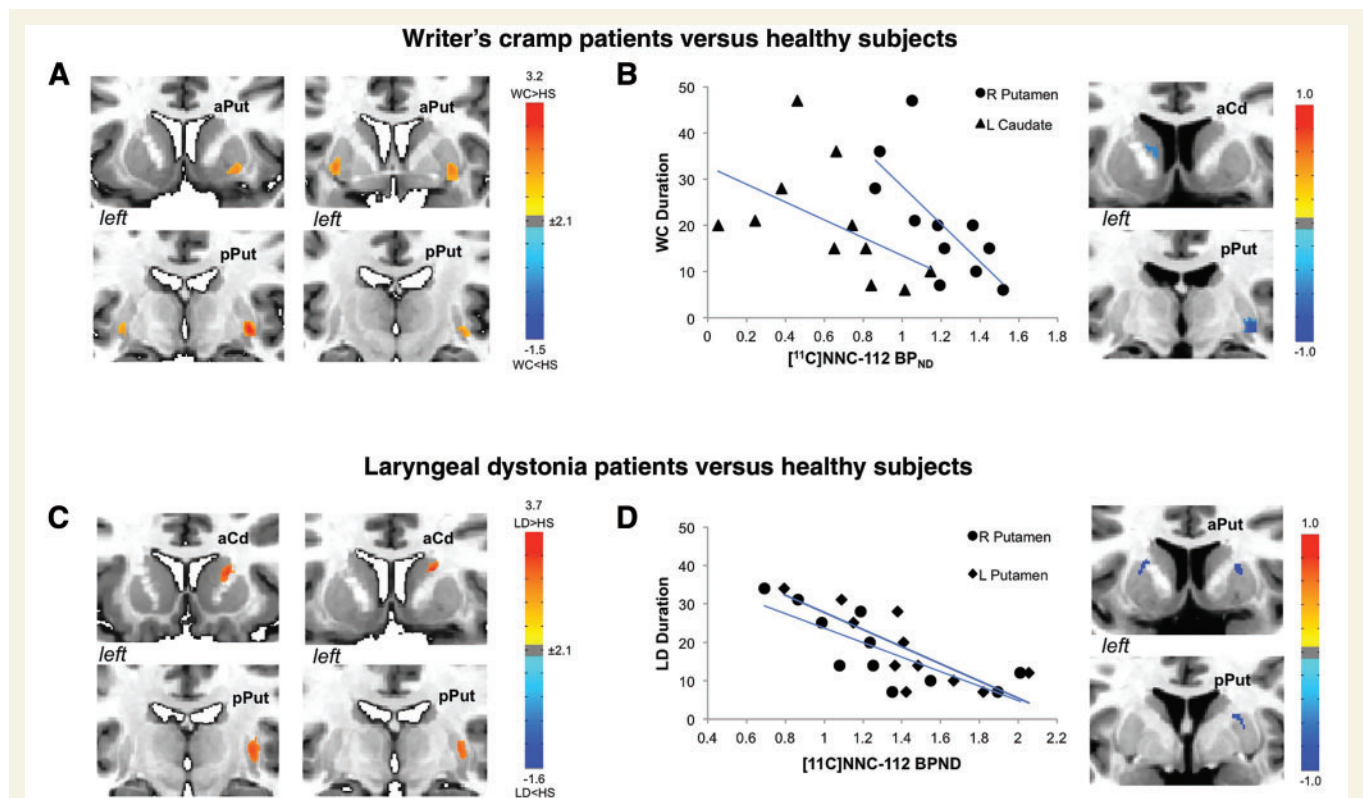 Writer's cramp patients versus healthy subjects
A
aPut
aPut
left
left
pPut
pPut
3.2
WC>HS
±2.1
-1.5
WC<HS
B
WC Duration
50
40
30
20
10
0
0
0.2
0.4
0.6
0.8
1
1.2
1.4
1.6
1.8
[¹¹C]NNC-112 BP_ND
R Putamen
L Caudate
aCd
left
pPut
1.0
-1.0
Laryngeal dystonia patients versus healthy subjects
C
aCd
aCd
left
left
pPut
pPut
3.7
LD>HS
±2.1
-1.6
LD<HS
D
LD Duration
50
40
30
20
10
0
0.4
0.6
0.8
1
1.2
1.4
1.6
1.8
2
2.2
[11C]NNC-112 BPND
R Putamen
L Putamen
aPut
left
pPut
1.0
-1.0